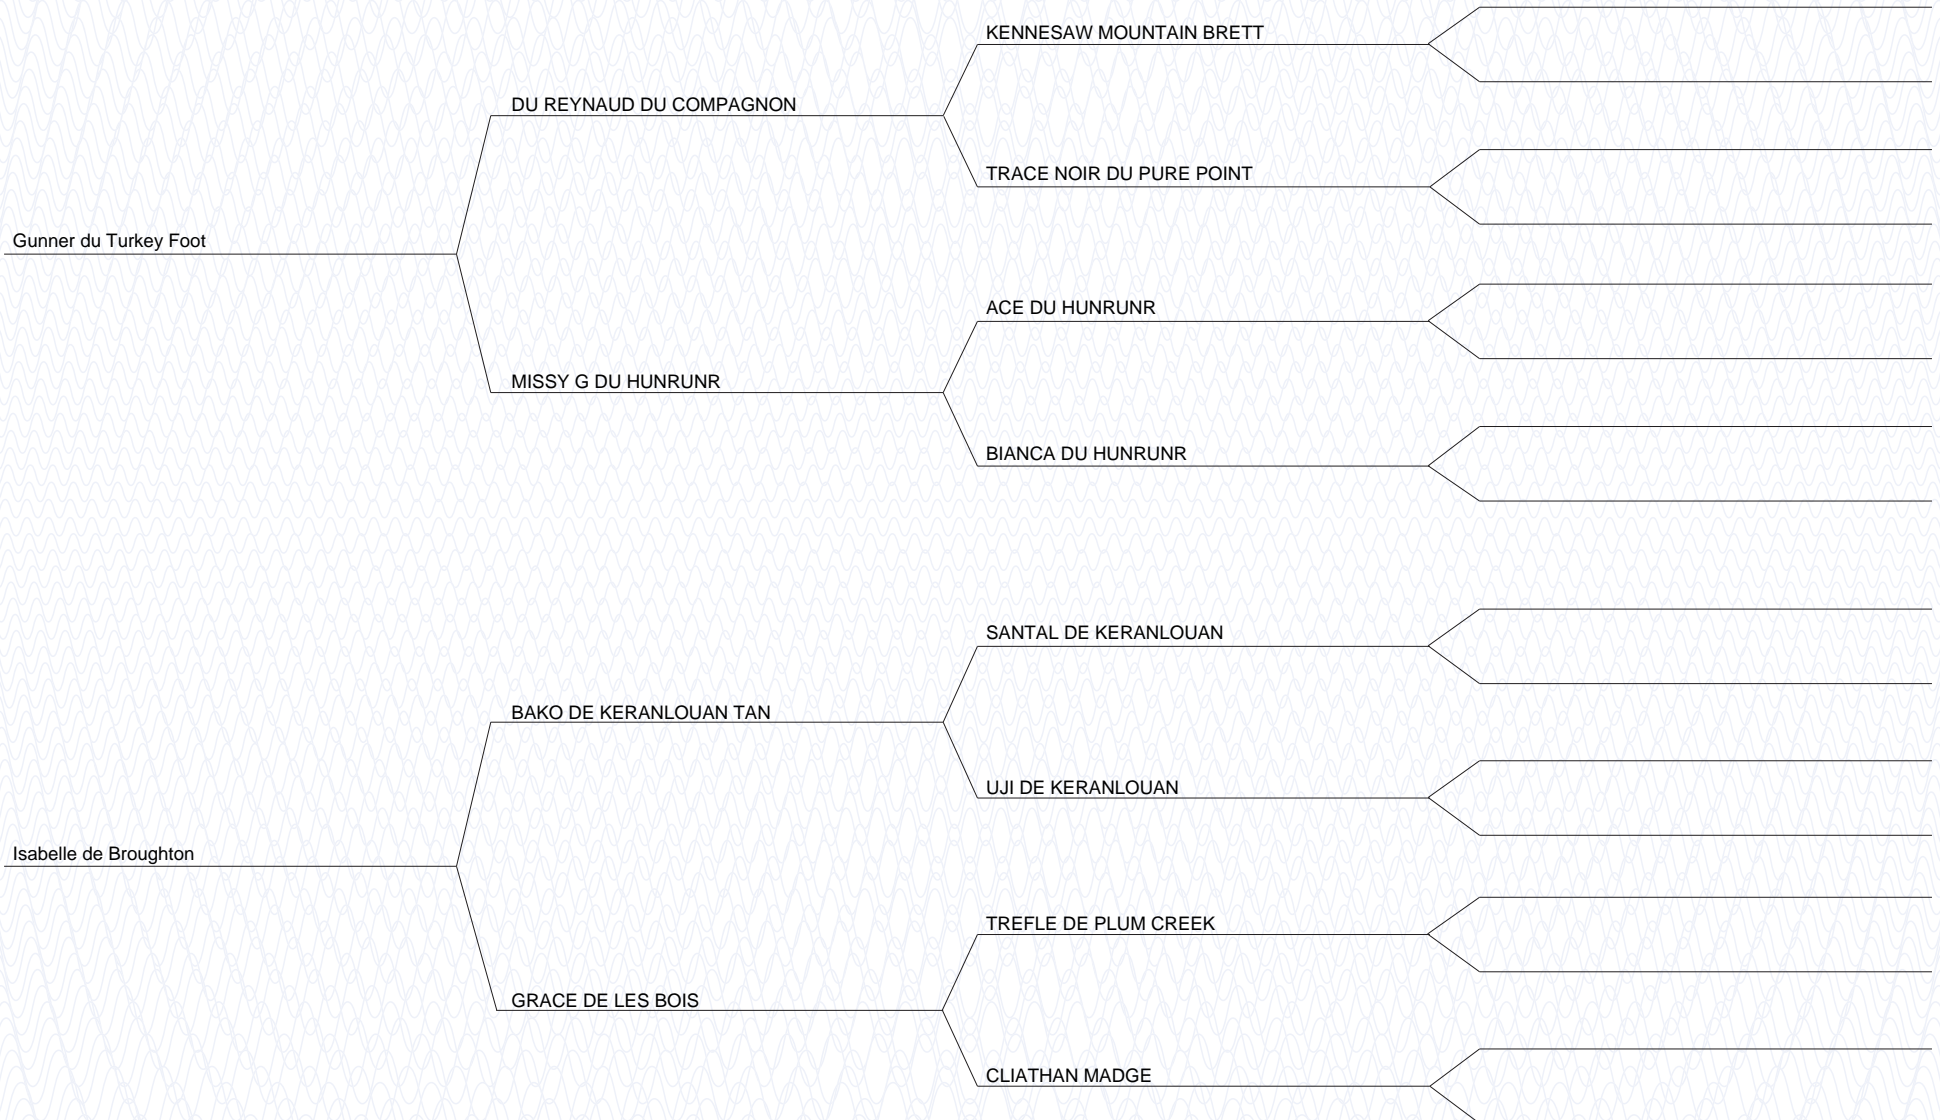 KENNESAW MOUNTAIN BRETT
DU REYNAUD DU COMPAGNON
TRACE NOIR DU PURE POINT
Gunner du Turkey Foot
ACE DU HUNRUNR
MISSY G DU HUNRUNR
BIANCA DU HUNRUNR
SANTAL DE KERANLOUAN
BAKO DE KERANLOUAN TAN
UJI DE KERANLOUAN
Isabelle de Broughton
TREFLE DE PLUM CREEK
GRACE DE LES BOIS
CLIATHAN MADGE